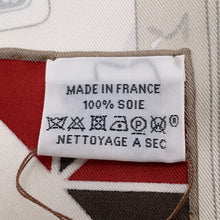 MADE IN FRANCE
100% SOIE
NETTOYAGE A SEC